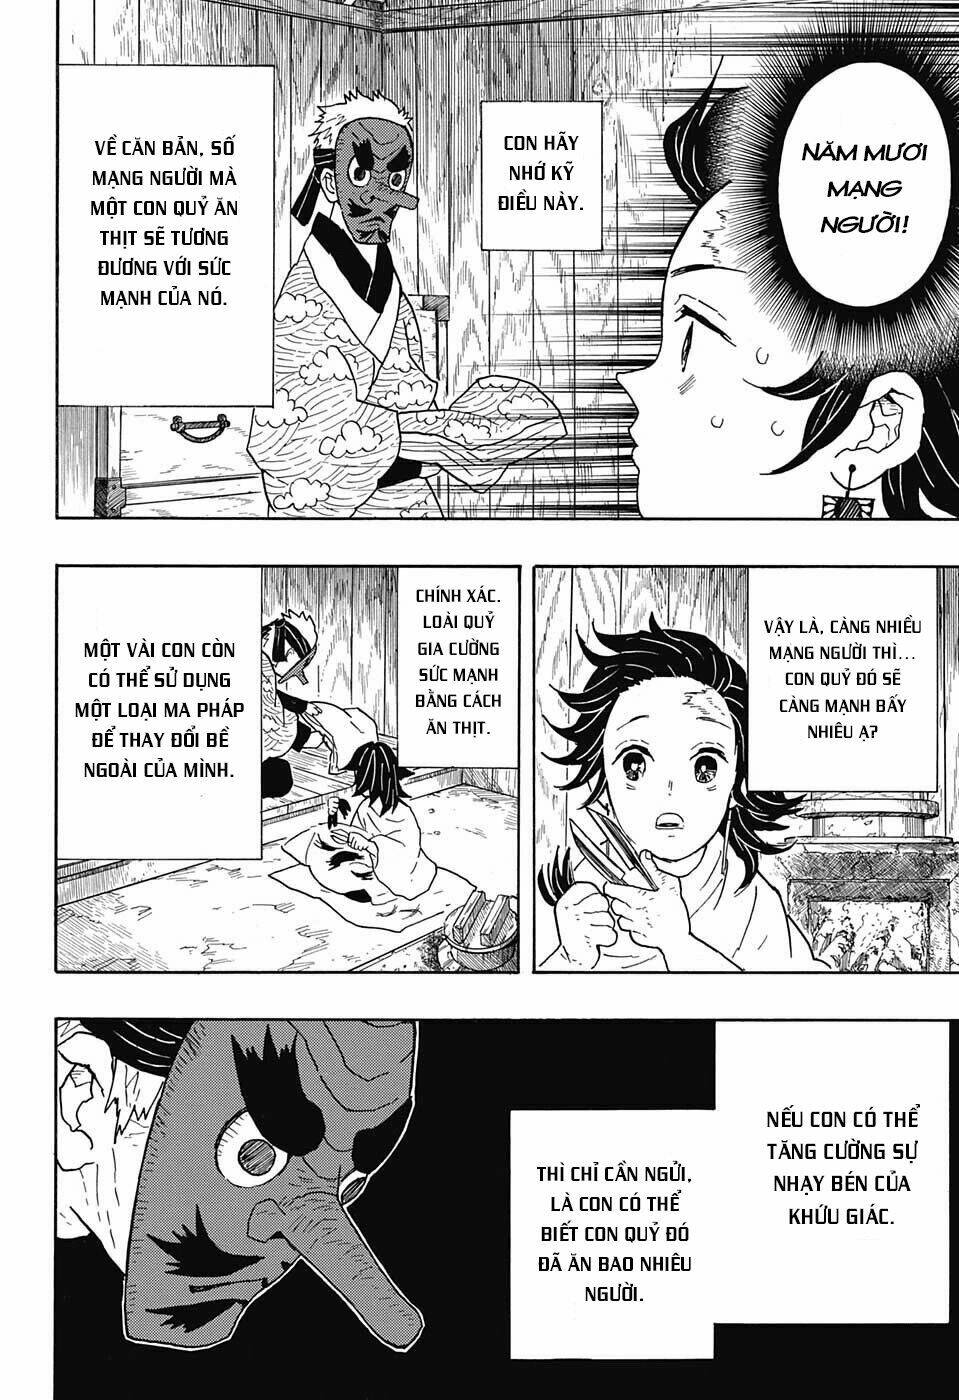 NĂM MƯƠI
MẠNG
NGƯỜI!
CON HÃY
NHỚ KỸ
ĐIỀU NÀY.
VỀ CĂN BẢN, SỐ
MẠNG NGƯỜI MÀ
MỘT CON QUỶ ĂN
THỊT SẼ TƯƠNG
ĐƯƠNG VỚI SỨC
MẠNH CỦA NÓ.
VẬY LÀ, CÀNG NHIỀU
MẠNG NGƯỜI THÌ...
CON QUỶ ĐÓ SẼ
CÀNG MẠNH BẤY
NHIÊU Ạ?
CHÍNH XÁC.
LOÀI QUỶ
GIA CƯỜNG
SỨC MẠNH
BẰNG CÁCH
ĂN THỊT.
MỘT VÀI CON CÒN
CÓ THỂ SỬ DỤNG
MỘT LOẠI MA PHÁP
ĐỂ THAY ĐỔI BỀ
NGOÀI CỦA MÌNH.
NẾU CON CÓ THỂ
TĂNG CƯỜNG SỰ
NHẠY BÉN CỦA
KHỨU GIÁC.
THÌ CHỈ CẦN NGỬI,
LÀ CON CÓ THỂ
BIẾT CON QUỶ ĐÓ
ĐÃ ĂN BAO NHIÊU
NGƯỜI.